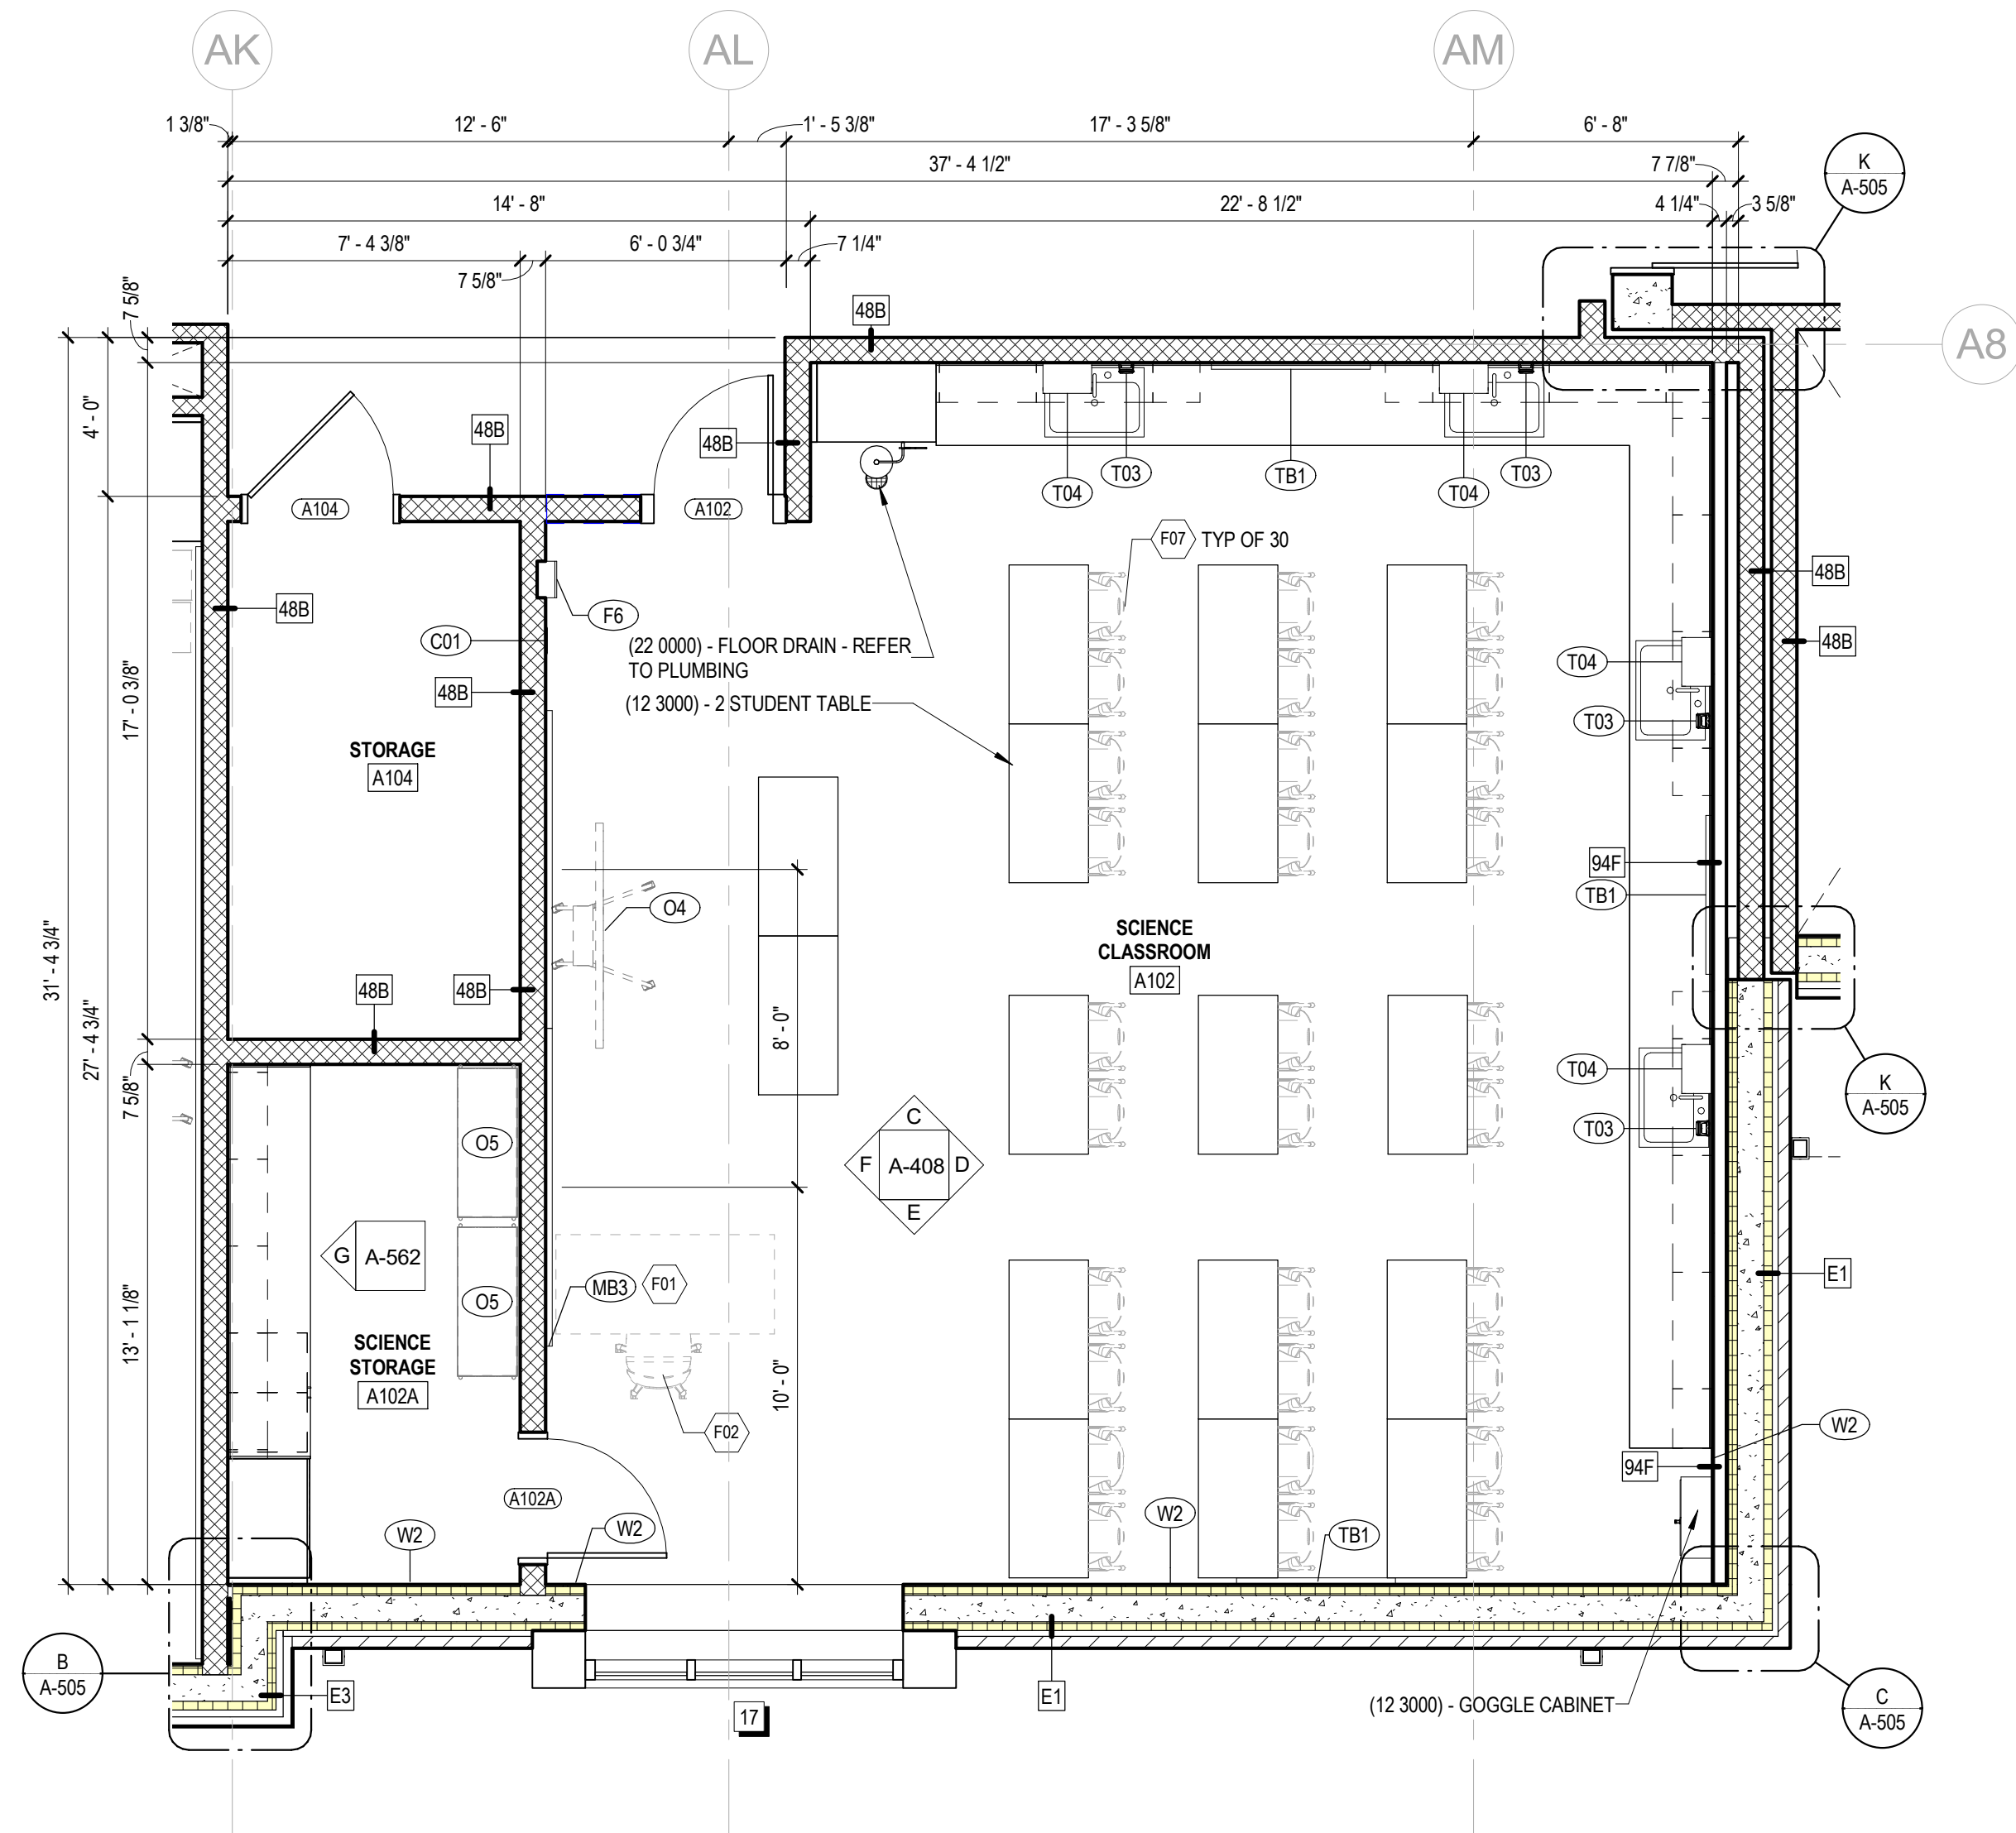 AK
AL
AM
1 3/8"
12' - 6"
1' - 5 3/8"
17' - 3 5/8"
6' - 8"
37' - 4 1/2"
7 7/8"
K
A-505
14' - 8"
22' - 8 1/2"
4 1/4"
3 5/8"
7' - 4 3/8"
6' - 0 3/4"
7 1/4"
7 5/8"
7 5/8"
48B
A8
4' - 0"
48B
48B
T04
T03
TB1
T04
T03
A104
A102
F07
TYP OF 30
48B
48B
F6
C01
(22 0000) - FLOOR DRAIN - REFER
TO PLUMBING
48B
T04
48B
(12 3000) - 2 STUDENT TABLE
T03
17' - 0 3/8"
STORAGE
A104
94F
TB1
O4
31' - 4 3/4"
27' - 4 3/4"
SCIENCE
CLASSROOM
A102
48B
48B
8' - 0"
7 5/8"
T04
K
A-505
T03
O5
C
F
A-408
D
E
G
A-562
O5
MB3
F01
E1
13' - 1 1/8"
SCIENCE
STORAGE
A102A
10' - 0"
F02
W2
94F
A102A
W2
W2
W2
TB1
B
A-505
E3
17
E1
(12 3000) - GOGGLE CABINET
C
A-505